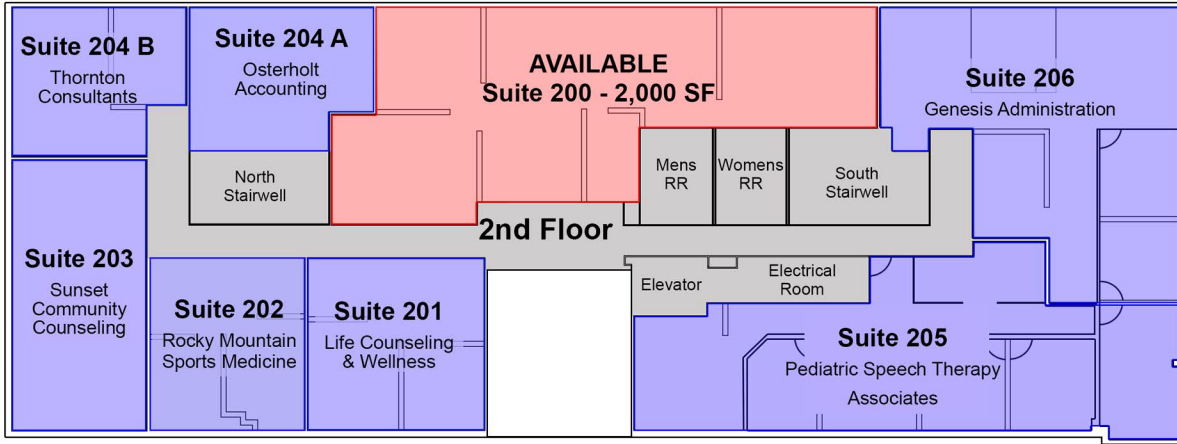 Suite 204 B
Thornton
Consultants
Suite 204 A
Osterholt
Accounting
AVAILABLE
Suite 200 - 2,000 SF
Suite 206
Genesis Administration
North
Stairwell
Mens
RR
Womens
RR
South
Stairwell
2nd Floor
Suite 203
Sunset
Community
Counseling
Suite 202
Rocky Mountain
Sports Medicine
Suite 201
Life Counseling
& Wellness
Elevator
Electrical
Room
Suite 205
Pediatric Speech Therapy
Associates